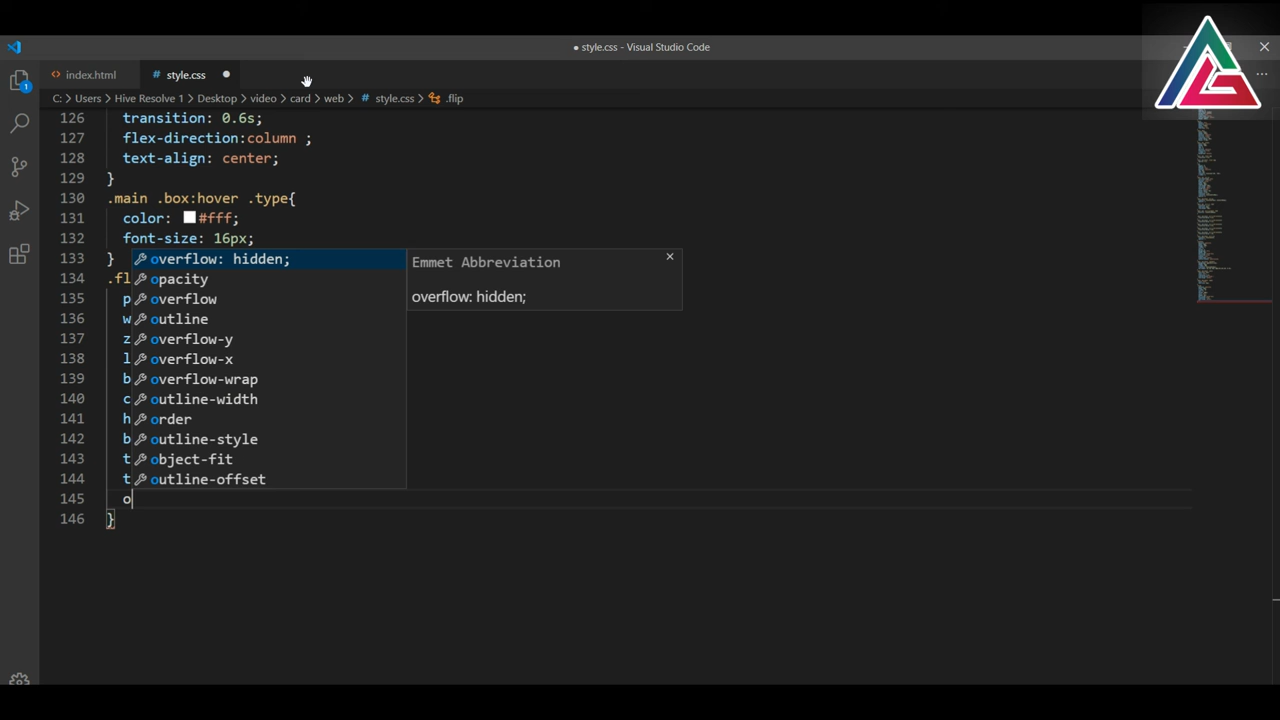 ● style.css - Visual Studio Code
index.html
style.css
C: > Users > Hive Resolve 1 > Desktop > video > card > web > style.css > .flip
126 transition: 0.6s;
127 flex-direction:column ;
128 text-align: center;
129 }
130 .main .box:hover .type{
131 color: #fff;
132 font-size: 16px;
133 }
134 .fl
135 p
136 w
137 z
138 l
139 b
140 c
141 h
142 b
143 t
144 t
145 o
146 }
overflow: hidden;
opacity
overflow
outline
overflow-y
overflow-x
overflow-wrap
outline-width
order
outline-style
object-fit
outline-offset
Emmet Abbreviation
overflow: hidden;
1